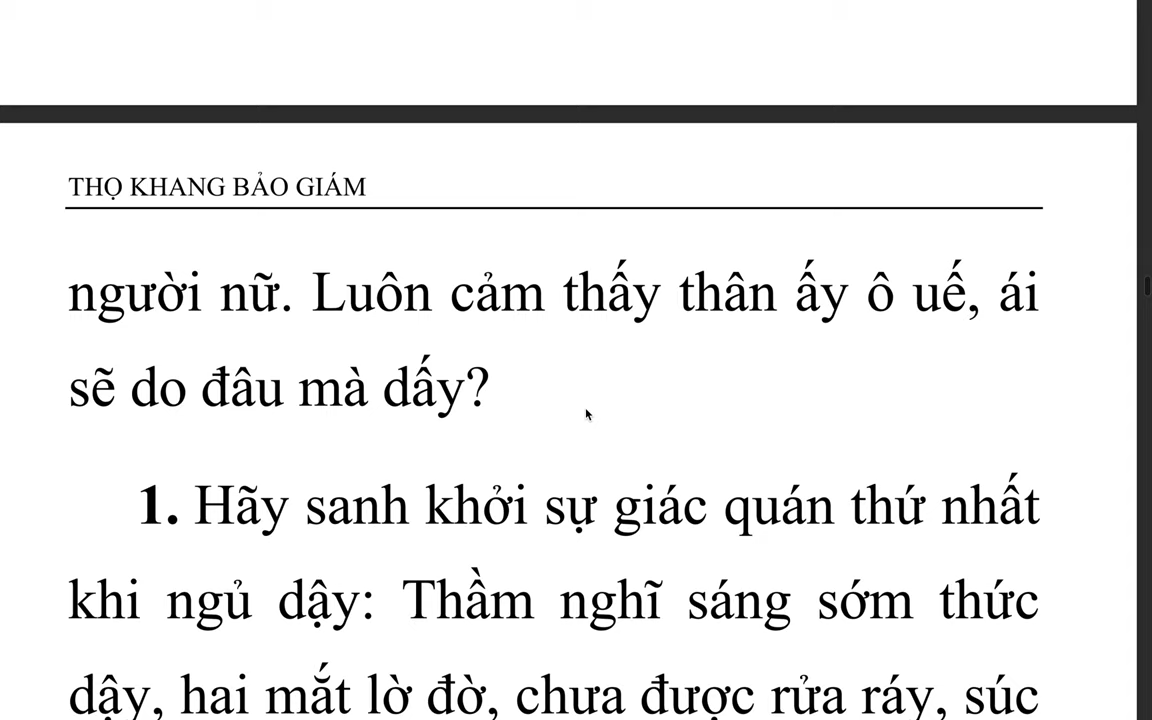 THỌ KHANG BẢO GIÁM
người nữ. Luôn cảm thấy thân ấy ô uế, ái
sẽ do đâu mà dấy?
1. Hãy sanh khởi sự giác quán thứ nhất
khi ngủ dậy: Thầm nghĩ sáng sớm thức
dậy, hai mắt lờ đờ, chưa được rửa ráy, súc